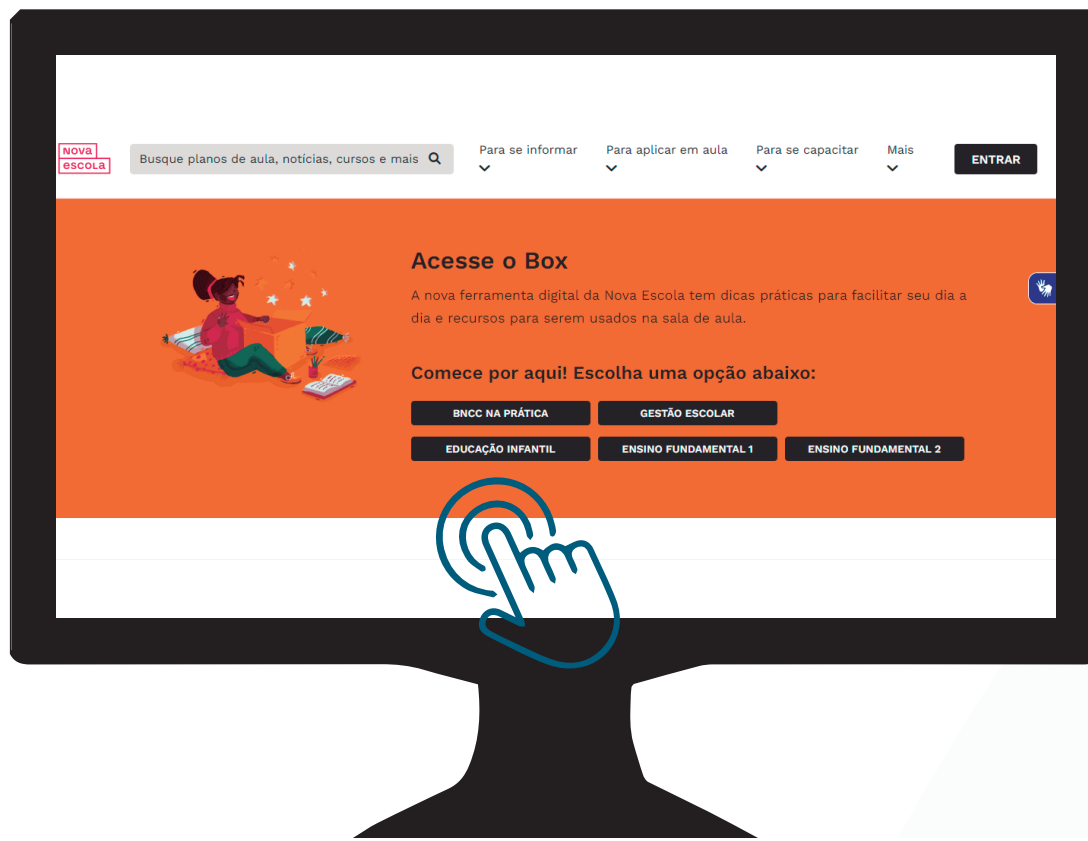 NOVA
ESCOLA
Busque planos de aula, notícias, cursos e mais
Para se informar
Para aplicar em aula
Para se capacitar
Mais
ENTRAR
Acesse o Box
A nova ferramenta digital da Nova Escola tem dicas práticas para facilitar seu dia a
dia e recursos para serem usados na sala de aula.
Comece por aqui! Escolha uma opção abaixo:
BNCC NA PRÁTICA
GESTÃO ESCOLAR
EDUCAÇÃO INFANTIL
ENSINO FUNDAMENTAL 1
ENSINO FUNDAMENTAL 2